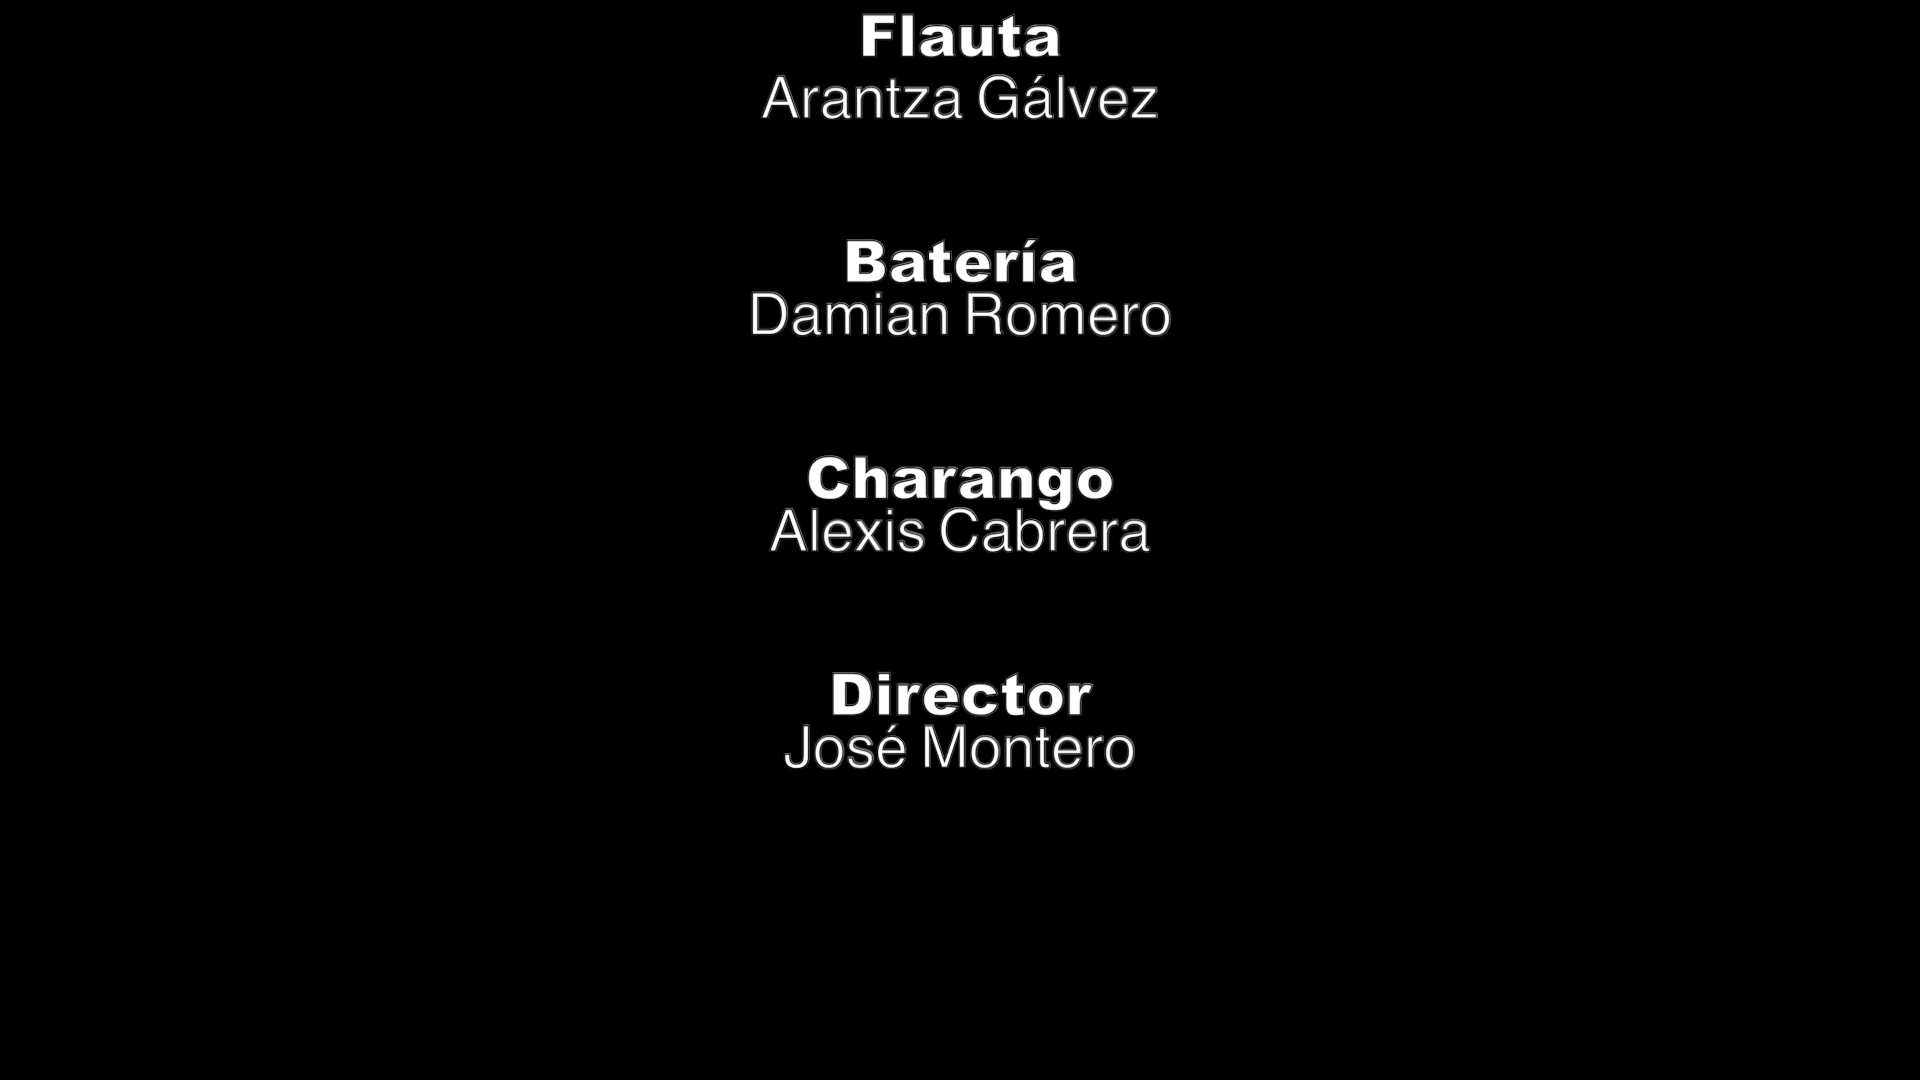 Flauta
Arantza Gálvez
Batería
Damian Romero
Charango
Alexis Cabrera
Director
José Montero